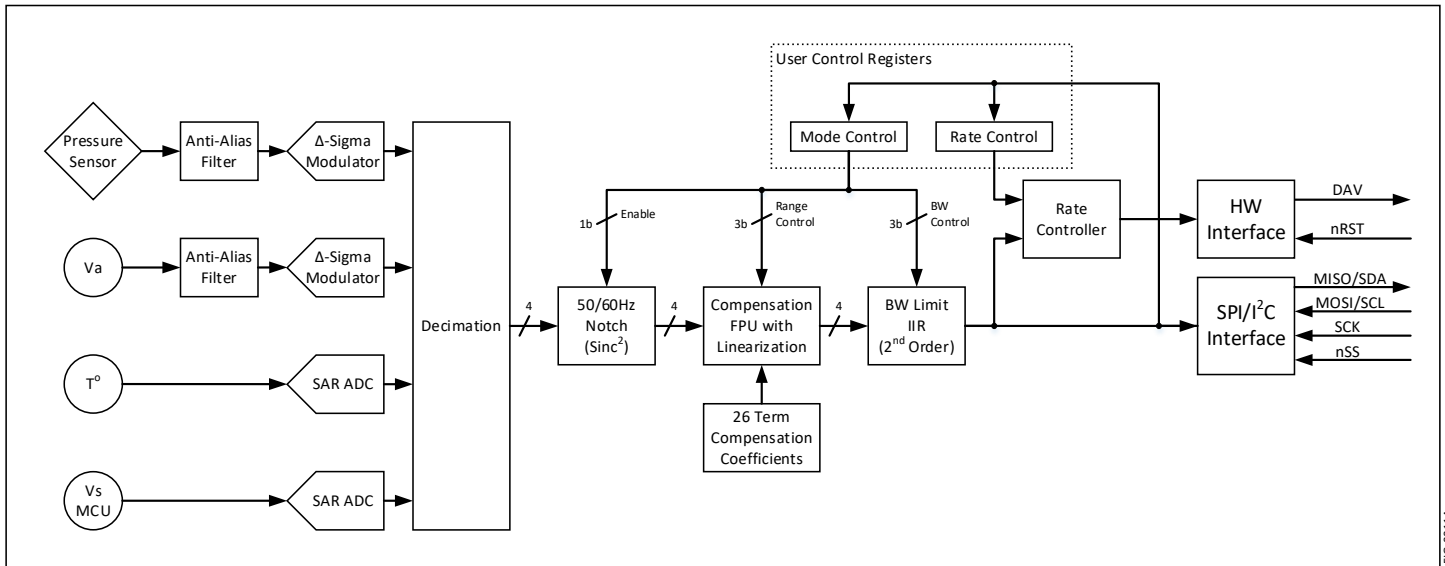 User Control Registers
Mode Control
Rate Control
Pressure
Sensor
Anti-Alias
Filter
Δ-Sigma
Modulator
Va
Anti-Alias
Filter
Δ-Sigma
Modulator
T°
SAR ADC
Vs
MCU
SAR ADC
Decimation
4
1b
Enable
50/60Hz
Notch
(Sinc²)
4
3b
Range
Control
Compensation
FPU with
Linearization
26 Term
Compensation
Coefficients
4
3b
BW
Control
BW Limit
IIR
(2nd Order)
Rate
Controller
HW
Interface
DAV
nRST
SPI/I²C
Interface
MISO/SDA
MOSI/SCL
SCK
nSS